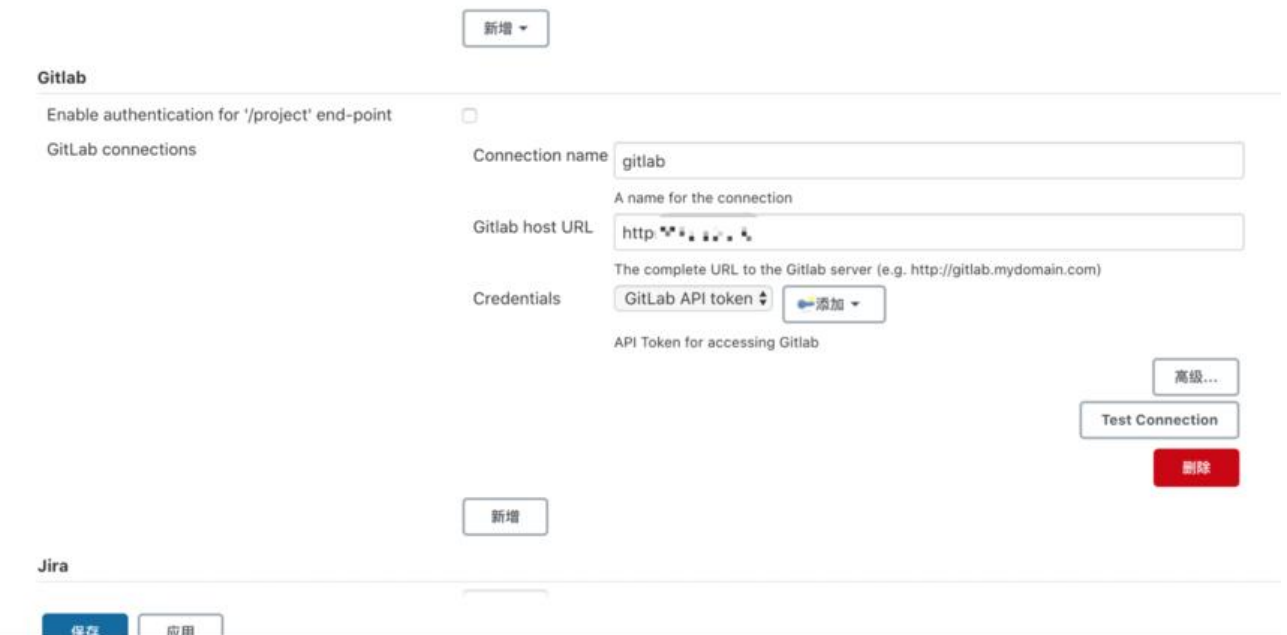 新增
Gitlab
Enable authentication for '/project' end-point
GitLab connections
Connection name
gitlab
A name for the connection
Gitlab host URL
http:
The complete URL to the Gitlab server (e.g. http://gitlab.mydomain.com)
Credentials
GitLab API token
添加
API Token for accessing Gitlab
高级...
Test Connection
删除
新增
Jira
保存
应用